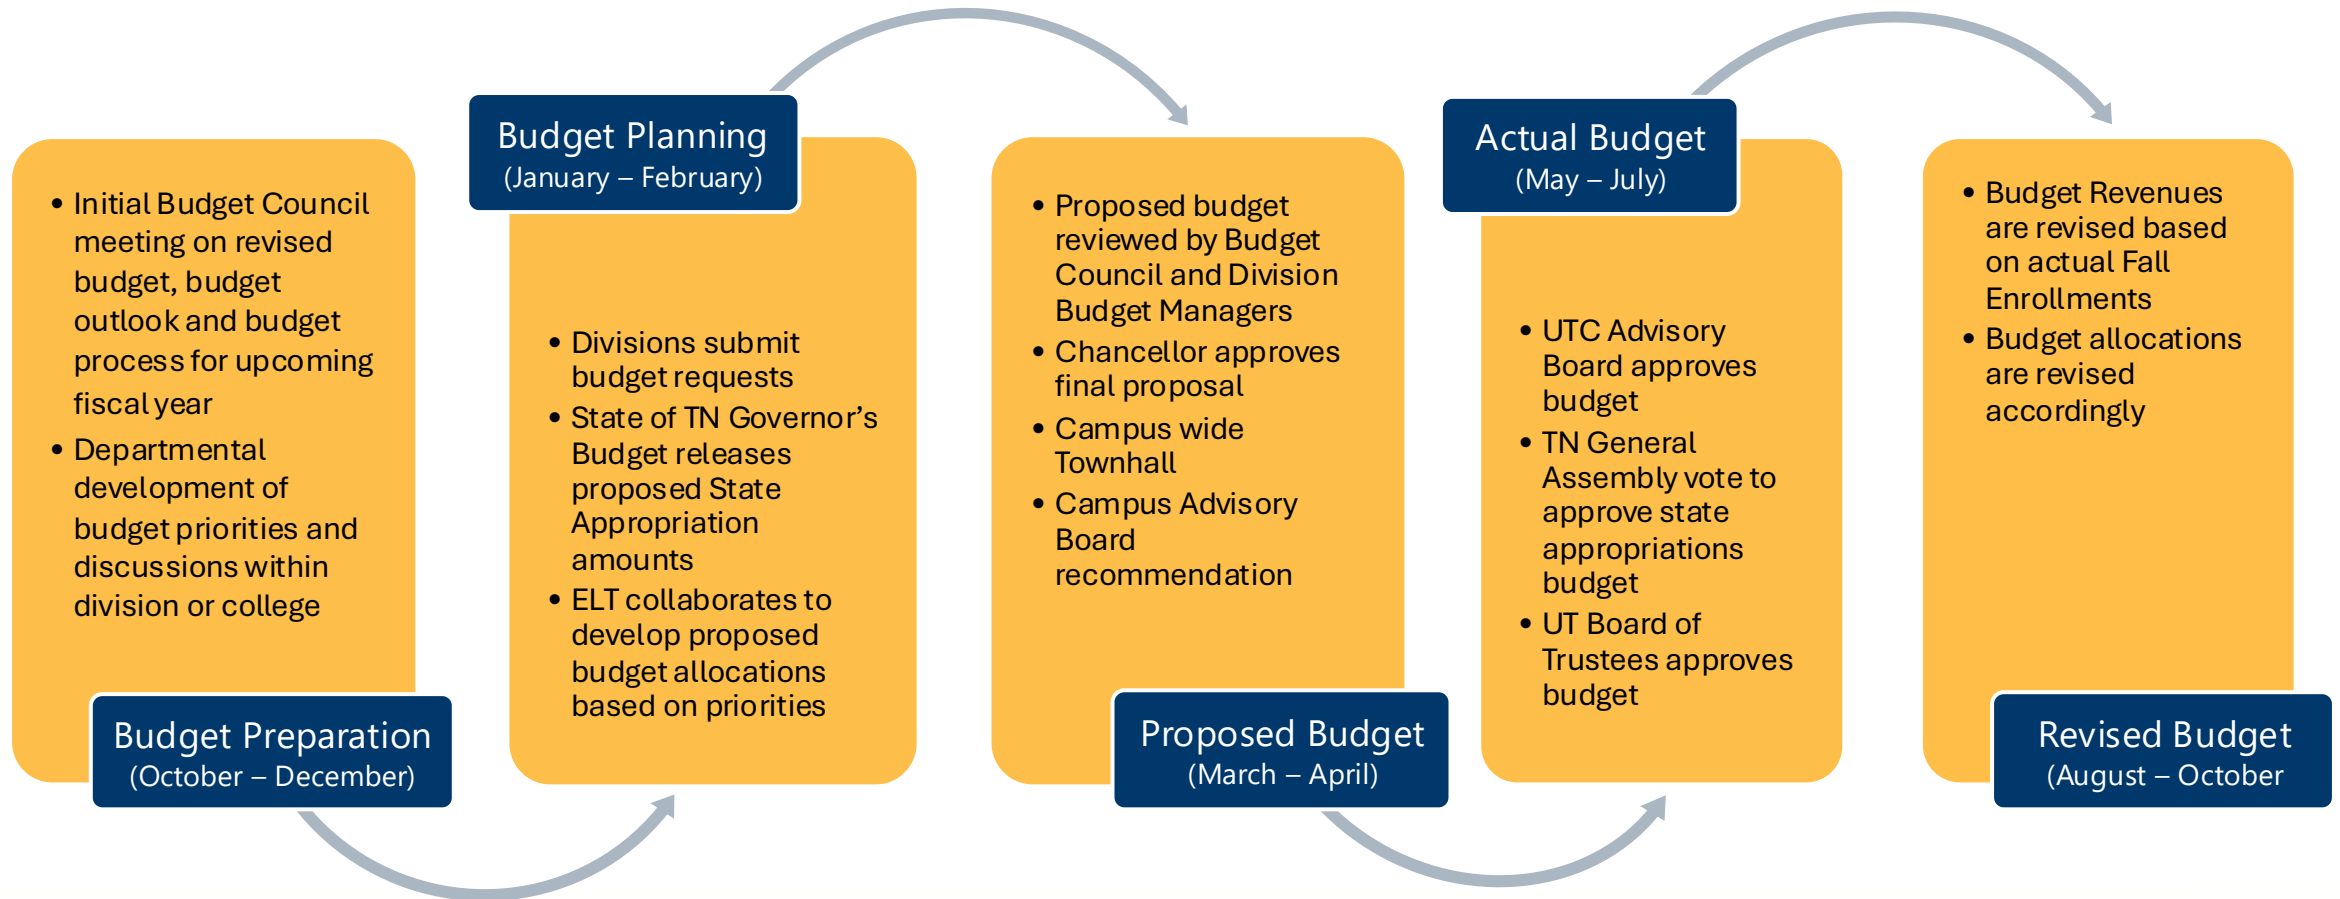 • Initial Budget Council
meeting on revised
budget, budget
outlook and budget
process for upcoming
fiscal year
• Departmental
development of
budget priorities and
discussions within
division or college
Budget Preparation
(October – December)
Budget Planning
(January – February)
• Divisions submit
budget requests
• State of TN Governor’s
Budget releases
proposed State
Appropriation
amounts
• ELT collaborates to
develop proposed
budget allocations
based on priorities
• Proposed budget
reviewed by Budget
Council and Division
Budget Managers
• Chancellor approves
final proposal
• Campus wide
Townhall
• Campus Advisory
Board
recommendation
Proposed Budget
(March – April)
Actual Budget
(May – July)
• UTC Advisory
Board approves
budget
• TN General
Assembly vote to
approve state
appropriations
budget
• UT Board of
Trustees approves
budget
• Budget Revenues
are revised based
on actual Fall
Enrollments
• Budget allocations
are revised
accordingly
Revised Budget
(August – October